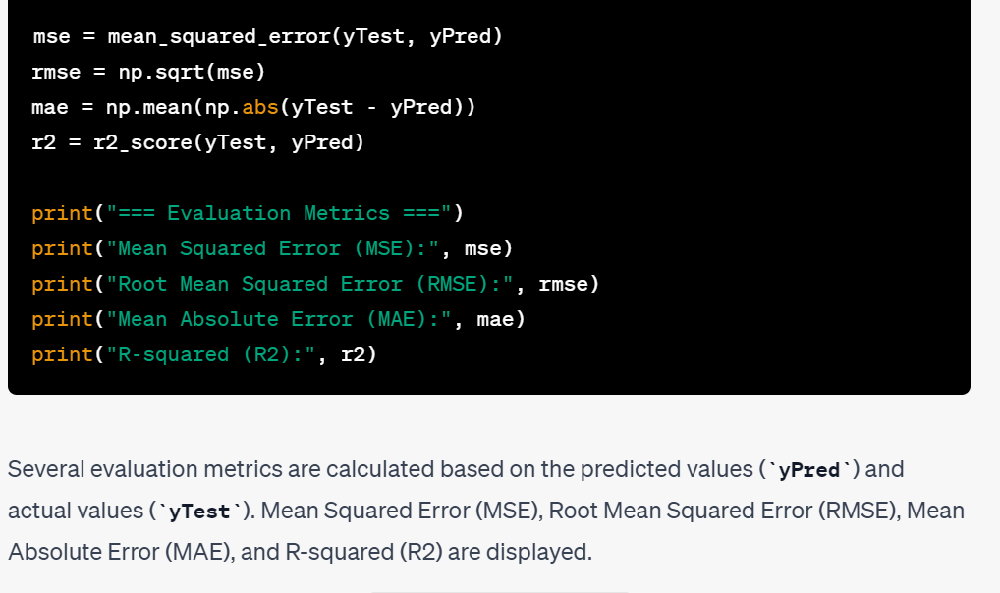 mse = mean_squared_error(yTest, yPred)
rmse = np.sqrt(mse)
mae = np.mean(np.abs(yTest - yPred))
r2 = r2_score(yTest, yPred)
print("=== Evaluation Metrics ===")
print("Mean Squared Error (MSE):", mse)
print("Root Mean Squared Error (RMSE):", rmse)
print("Mean Absolute Error (MAE):", mae)
print("R-squared (R2):", r2)
Several evaluation metrics are calculated based on the predicted values (`yPred`) and
actual values (`yTest`). Mean Squared Error (MSE), Root Mean Squared Error (RMSE), Mean
Absolute Error (MAE), and R-squared (R2) are displayed.